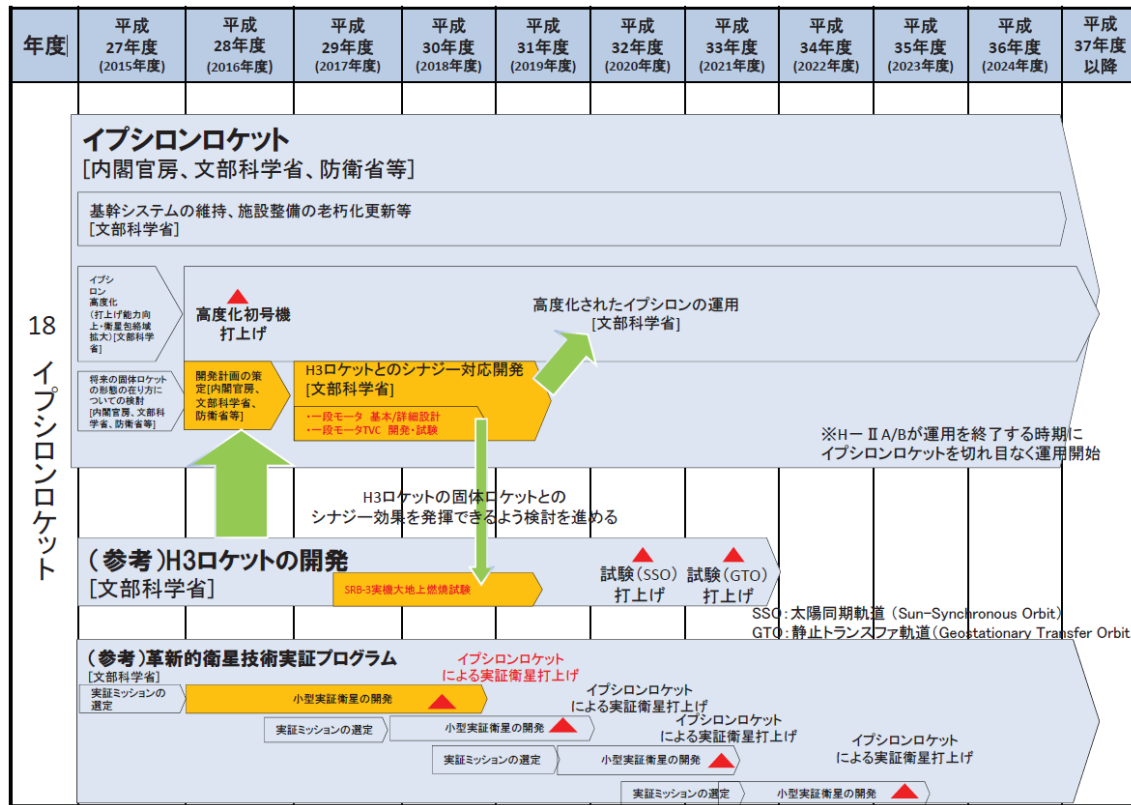 年度
平成
27年度
(2015年度)
平成
28年度
(2016年度)
平成
29年度
(2017年度)
平成
30年度
(2018年度)
平成
31年度
(2019年度)
平成
32年度
(2020年度)
平成
33年度
(2021年度)
平成
34年度
(2022年度)
平成
35年度
(2023年度)
平成
36年度
(2024年度)
平成
37年度
以降
18
イプシロンロケット
イプシロンロケット
[内閣官房、文部科学省、防衛省等]
基幹システムの維持、施設整備の老朽化更新等
[文部科学省]
イプシ
ロン
高度化
(打上げ能力向
上・衛星包絡域
拡大)[文部科学
省]
高度化初号機
打上げ
高度化されたイプシロンの運用
[文部科学省]
将来の固体ロケット
の形態の在り方に
ついての検討
[内閣官房、文部科
学省、防衛省等]
開発計画の策
定[内閣官房、
文部科学省、
防衛省等]
H3ロケットとのシナジー対応開発
[文部科学省]
・一段モータ 基本/詳細設計
・一段モータTVC 開発・試験
※H-ⅡA/Bが運用を終了する時期に
イプシロンロケットを切れ目なく運用開始
H3ロケットの固体ロケットとの
シナジー効果を発揮できるよう検討を進める
(参考)H3ロケットの開発
[文部科学省]
SRB-3実機大地上燃焼試験
試験(SSO)
打上げ
試験(GTO)
打上げ
SSO:太陽同期軌道 (Sun-Synchronous Orbit)
GTO:静止トランスファ軌道(Geostationary Transfer Orbit
(参考)革新的衛星技術実証プログラム
[文部科学省]
実証ミッションの
選定
小型実証衛星の開発
イプシロンロケット
による実証衛星打上げ
実証ミッションの選定
小型実証衛星の開発
イプシロンロケット
による実証衛星打上げ
実証ミッションの選定
小型実証衛星の開発
イプシロンロケット
による実証衛星打上げ
実証ミッションの選定
小型実証衛星の開発
イプシロンロケット
による実証衛星打上げ